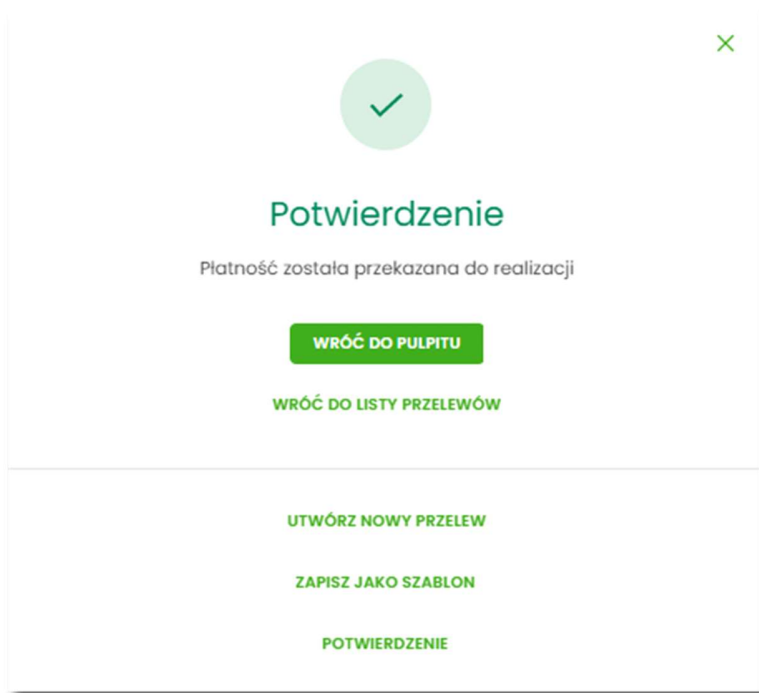 Potwierdzenie
Płatność została przekazana do realizacji
WRÓĆ DO PULPITU
WRÓĆ DO LISTY PRZELEWÓW
UTWÓRZ NOWY PRZELEW
ZAPISZ JAKO SZABLON
POTWIERDZENIE